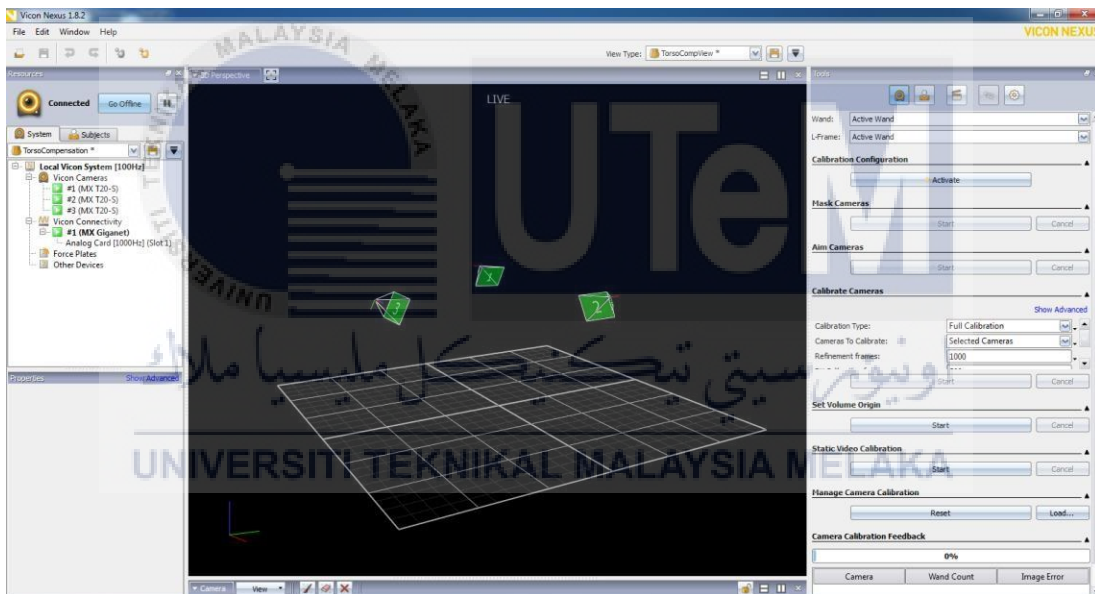 Vicon Nexus 1.8.2
File Edit Window Help
VICON NEXUS
View Type: TorsoCompView *
Resources
3D Perspective
Tools
Connected Go Offline
System Subjects
TorsoCompensation *
Local Vicon System [100Hz]
Vicon Cameras
#1 (MX T20-S)
#2 (MX T20-S)
#3 (MX T20-S)
Vicon Connectivity
#1 (MX Giganet)
Analog Card [1000Hz] (Slot 1)
Force Plates
Other Devices
Properties Show Advanced
LIVE
1
3
2
Camera View
Wand: Active Wand
L-Frame: Active Wand
Calibration Configuration
Activate
Mask Cameras
Start Cancel
Aim Cameras
Start Cancel
Calibrate Cameras
Show Advanced
Calibration Type: Full Calibration
Cameras To Calibrate: Selected Cameras
Refinement frames: 1000
Start Cancel
Set Volume Origin
Start Cancel
Static Video Calibration
Start Cancel
Manage Camera Calibration
Reset Load...
Camera Calibration Feedback
0%
Camera Wand Count Image Error
UTeM
اونيۏرسيتي تيكنيكل مليسيا ملاك
UNIVERSITI TEKNIKAL MALAYSIA MELAKA